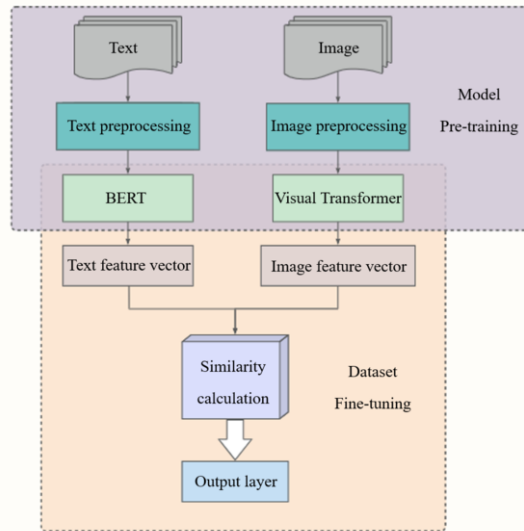 Text
Image
Text preprocessing
Image preprocessing
Model
Pre-training
BERT
Visual Transformer
Text feature vector
Image feature vector
Similarity
calculation
Dataset
Fine-tuning
Output layer